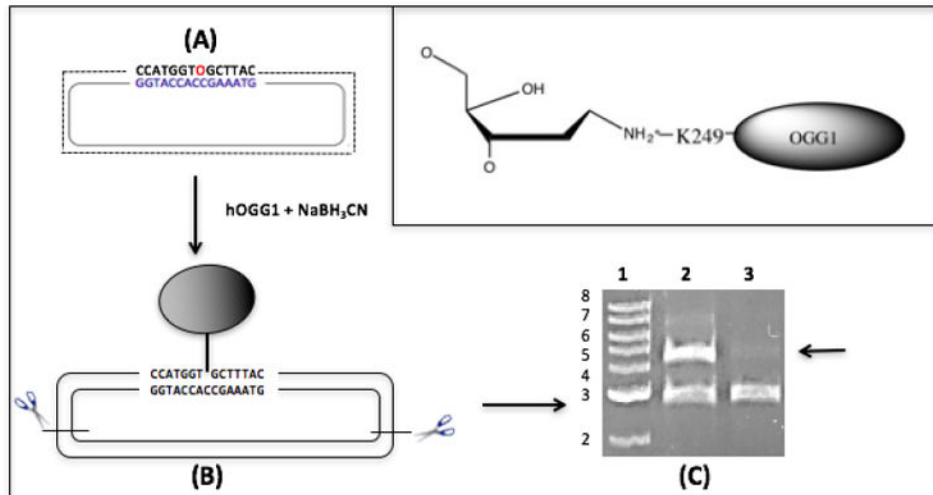 (A)
CCATGGTOGCTTAC
GGTACCACCGAAATG
hOGG1 + NaBH₃CN
O
OH
O
NH₂⁺
K249
OGG1
CCATGGT GCTTTAC
GGTACCACCGAAATG
(B)
1 2 3
8
7
6
5
4
3
2
(C)